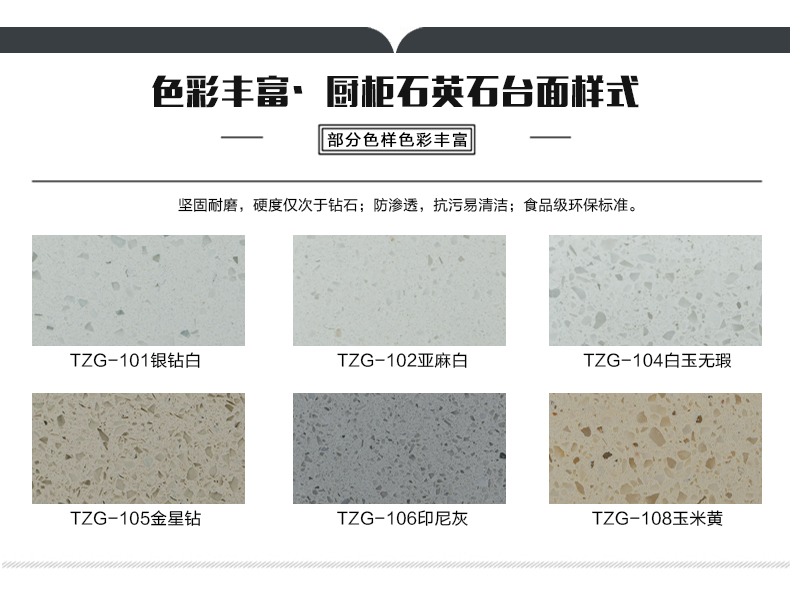 色彩丰富· 厨柜石英石台面样式
部分色样色彩丰富
坚固耐磨，硬度仅次于钻石；防渗透，抗污易清洁；食品级环保标准。
TZG-101银钻白
TZG-102亚麻白
TZG-104白玉无瑕
TZG-105金星钻
TZG-106印尼灰
TZG-108玉米黄